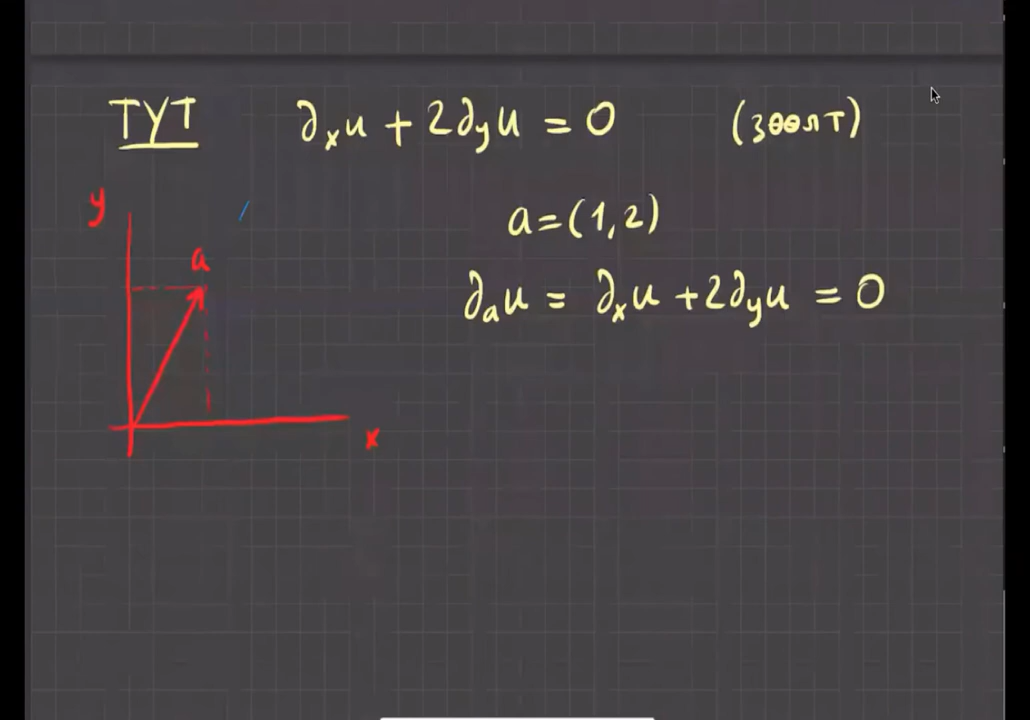 ТУТ ∂ₓu + 2∂ᵧu = 0 (зөөлт)
a = (1, 2)
∂ₐu = ∂ₓu + 2∂ᵧu = 0
y
a
x